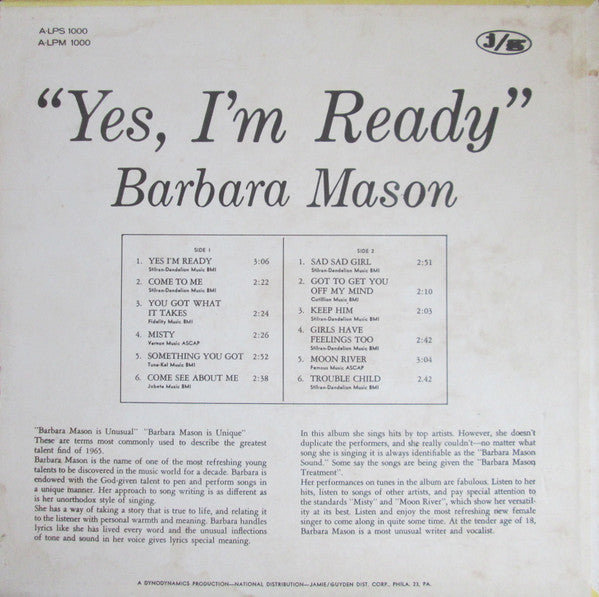 A-LPS 1000
A-LPM 1000
J/G
"Yes, I'm Ready"
Barbara Mason
SIDE 1
1. YES I'M READY 3:06
Stilran-Dandelion Music BMI
2. COME TO ME 2:22
Stilran-Dandelion Music BMI
3. YOU GOT WHAT
IT TAKES 2:24
Fidelity Music BMI
4. MISTY 2:26
Vernon Music ASCAP
5. SOMETHING YOU GOT 2:52
Tune-Kel Music BMI
6. COME SEE ABOUT ME 2:38
Jobete Music BMI
SIDE 2
1. SAD SAD GIRL 2:51
Stilran-Dandelion Music BMI
2. GOT TO GET YOU
OFF MY MIND 2:10
Cotillion Music BMI
3. KEEP HIM 2:03
Stilran-Dandelion Music BMI
4. GIRLS HAVE
FEELINGS TOO 2:42
Stilran-Dandelion Music BMI
5. MOON RIVER 3:04
Famous Music ASCAP
6. TROUBLE CHILD 2.42
Stilran-Dandelion Music BMI
"Barbara Mason is Unusual" "Barbara Mason is Unique"
These are terms most commonly used to describe the greatest
talent find of 1965.
Barbara Mason is the name of one of the most refreshing young
talents to be discovered in the music world for a decade. Barbara is
endowed with the God-given talent to pen and perform songs in
a unique manner. Her approach to song writing is as different as
is her unorthodox style of singing.
She has a way of taking a story that is true to life, and relating it
to the listener with personal warmth and meaning. Barbara handles
lyrics like she has lived every word and the unusual inflections
of tone and sound in her voice gives lyrics special meaning.
In this album she sings hits by top artists. However, she doesn't
duplicate the performers, and she really couldn't—no matter what
song she is singing it is always identifiable as the "Barbara Mason
Sound." Some say the songs are being given the "Barbara Mason
Treatment".
Her performances on tunes in the album are fabulous. Listen to her
hits, listen to songs of other artists, and pay special attention to
the standards "Misty" and "Moon River", which show her versatil-
ity at its best. Listen and enjoy the most refreshing new female
singer to come along in quite some time. At the tender age of 18,
Barbara Mason is a most unusual writer and vocalist.
A DYNODYNAMICS PRODUCTION—NATIONAL DISTRIBUTION—JAMIE/GUYDEN DIST. CORP., PHILA. 23, PA.